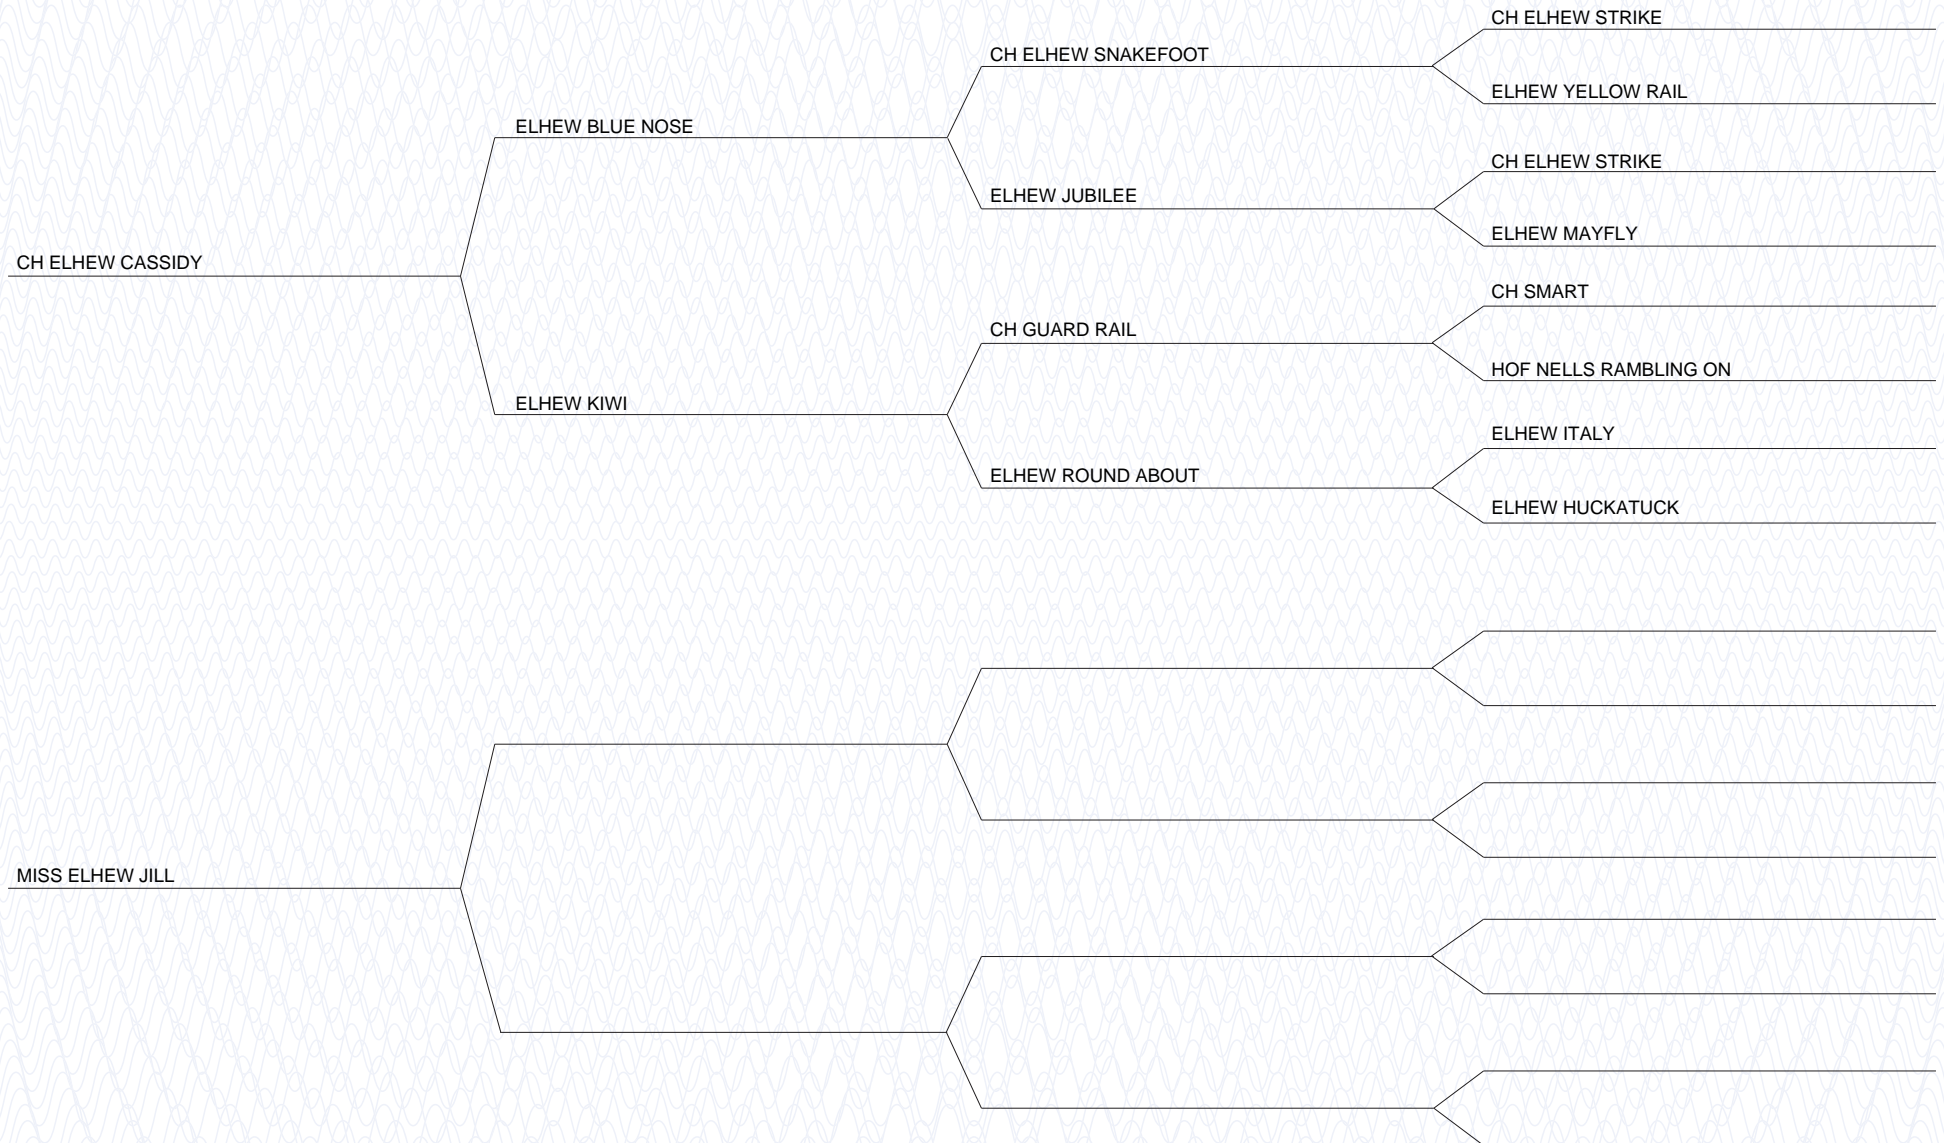 CH ELHEW STRIKE
CH ELHEW SNAKEFOOT
ELHEW YELLOW RAIL
ELHEW BLUE NOSE
CH ELHEW STRIKE
ELHEW JUBILEE
ELHEW MAYFLY
CH ELHEW CASSIDY
CH SMART
CH GUARD RAIL
HOF NELLS RAMBLING ON
ELHEW KIWI
ELHEW ITALY
ELHEW ROUND ABOUT
ELHEW HUCKATUCK
MISS ELHEW JILL